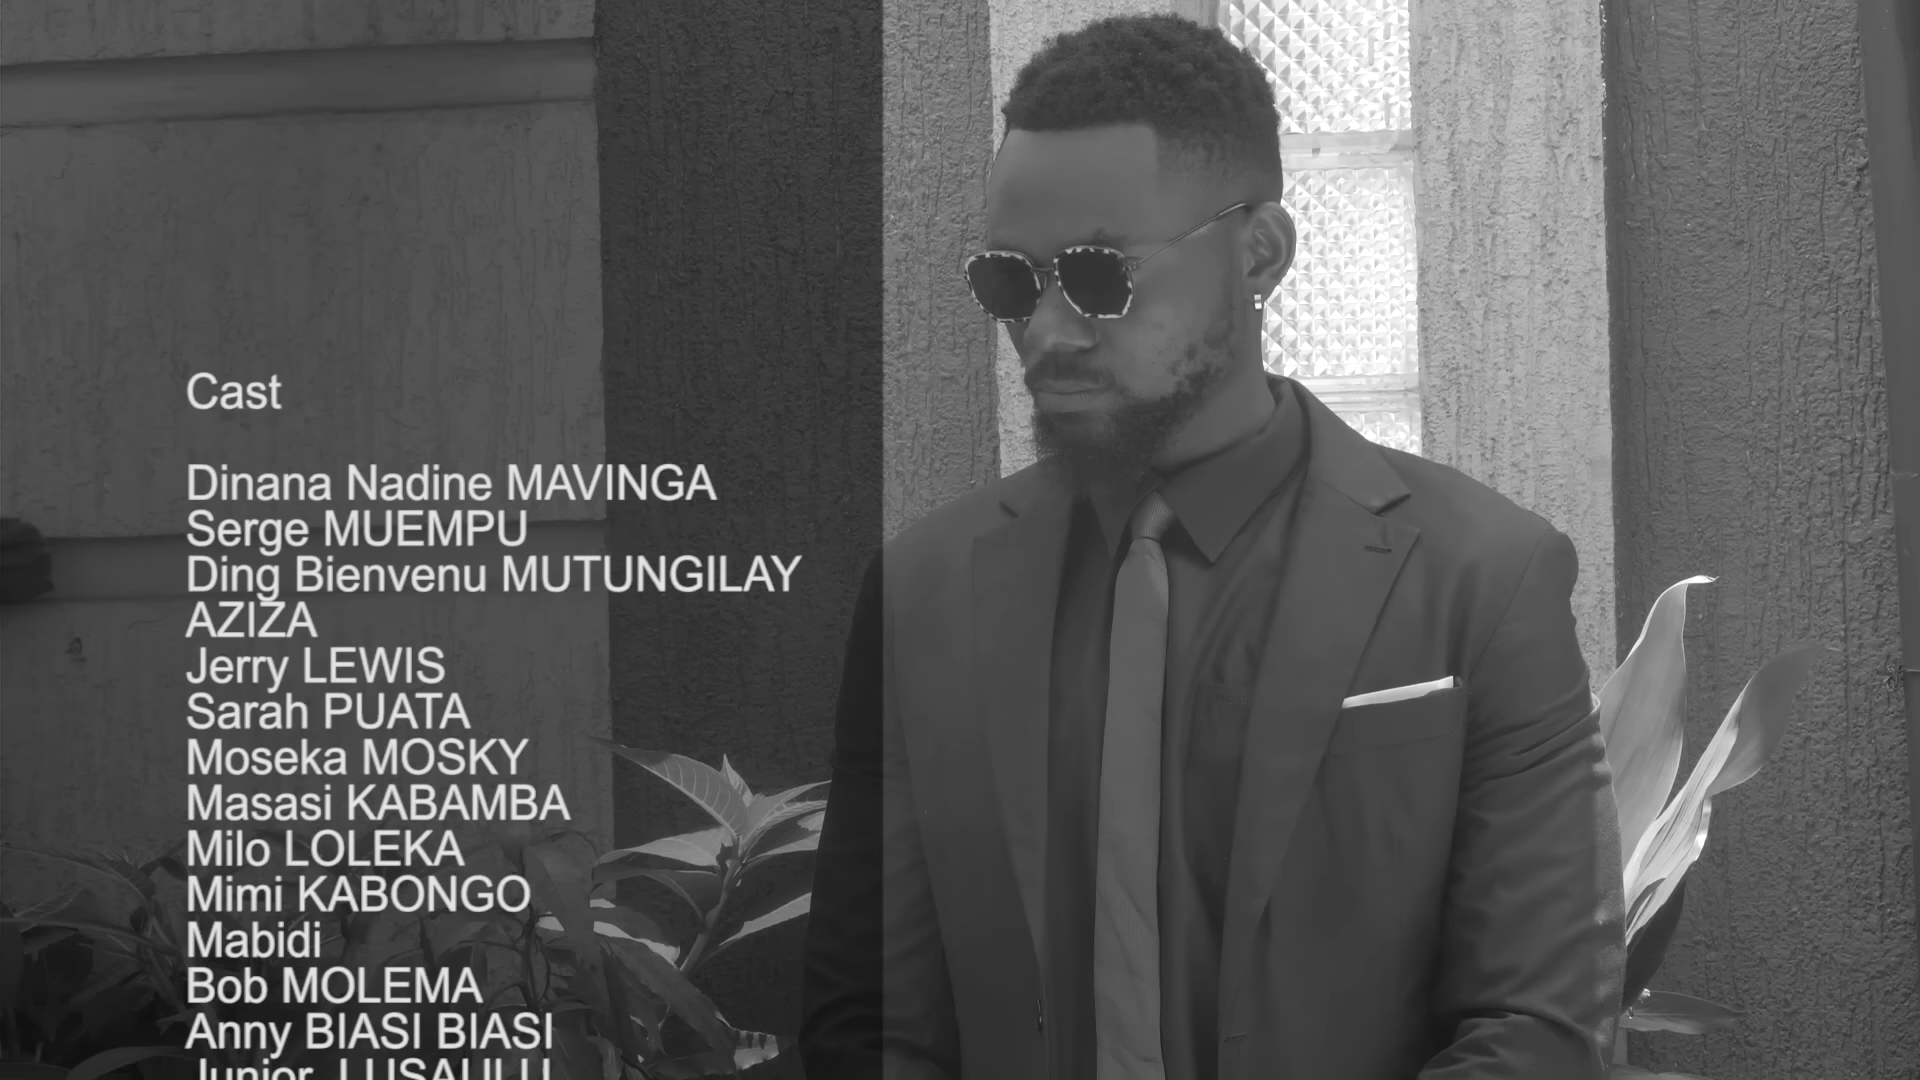 Cast
Dinana Nadine MAVINGA
Serge MUEMPU
Ding Bienvenu MUTUNGILAY
AZIZA
Jerry LEWIS
Sarah PUATA
Moseka MOSKY
Masasi KABAMBA
Milo LOLEKA
Mimi KABONGO
Mabidi
Bob MOLEMA
Anny BIASI BIASI
Junior